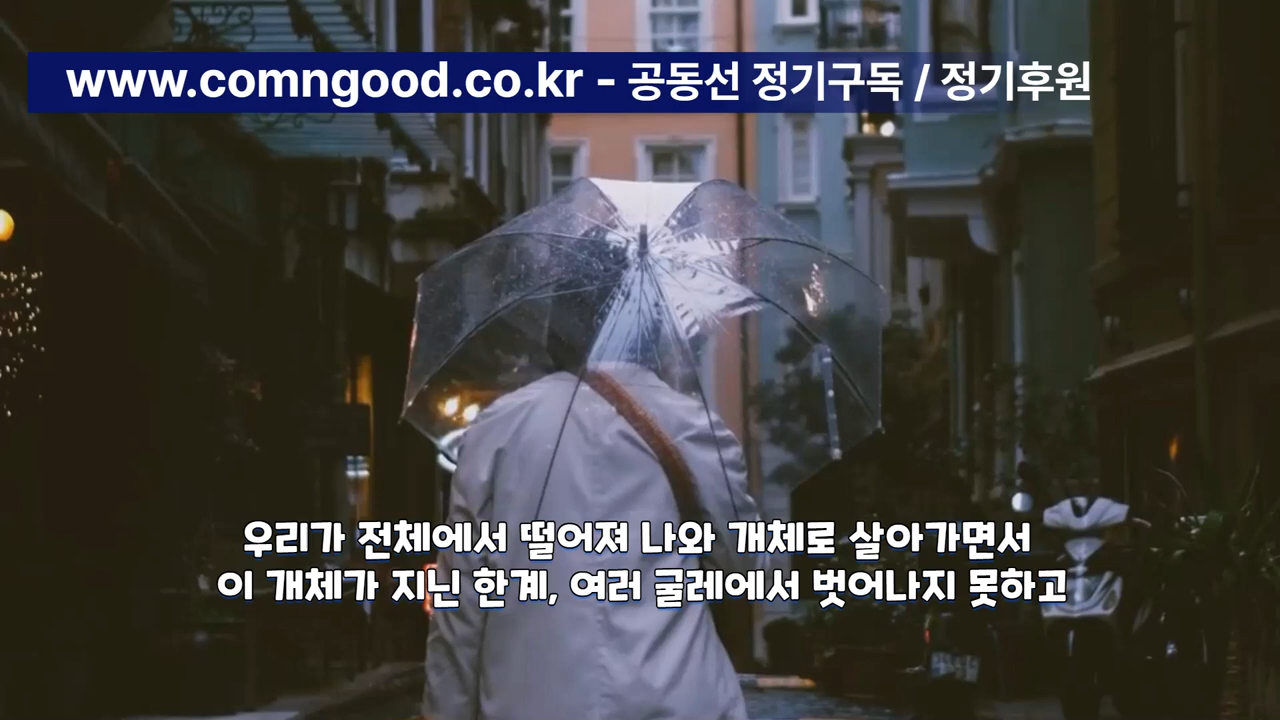 www.comngood.co.kr - 공동선 정기구독 / 정기후원
우리가 전체에서 떨어져 나와 개체로 살아가면서
이 개체가 지닌 한계, 여러 굴레에서 벗어나지 못하고